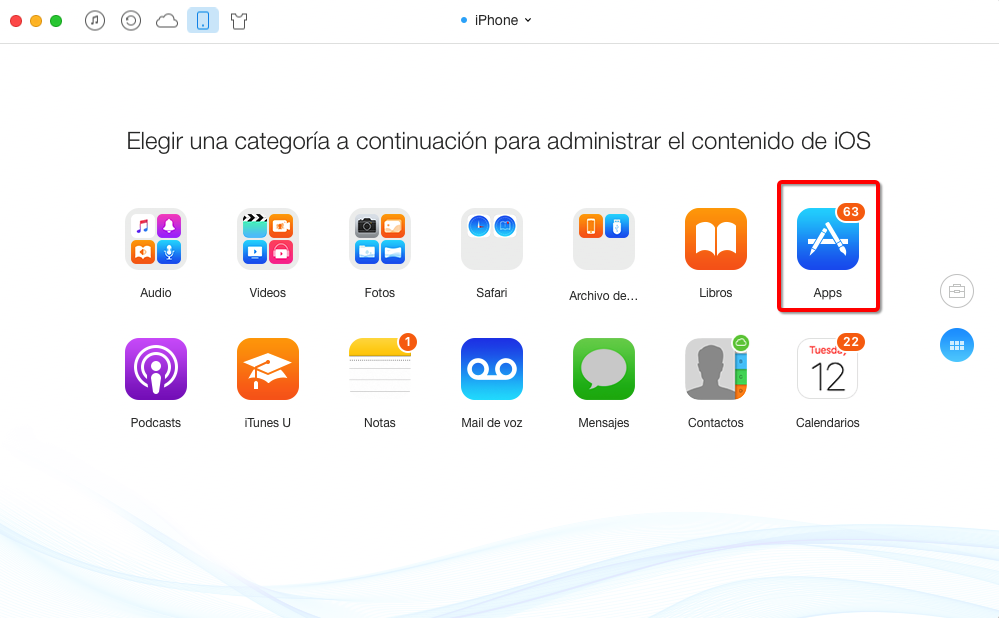 iPhone
Elegir una categoría a continuación para administrar el contenido de iOS
63
Audio
Videos
Fotos
Safari
Archivo de...
Libros
Apps
1
22
Tuesday
12
Podcasts
iTunes U
Notas
Mail de voz
Mensajes
Contactos
Calendarios